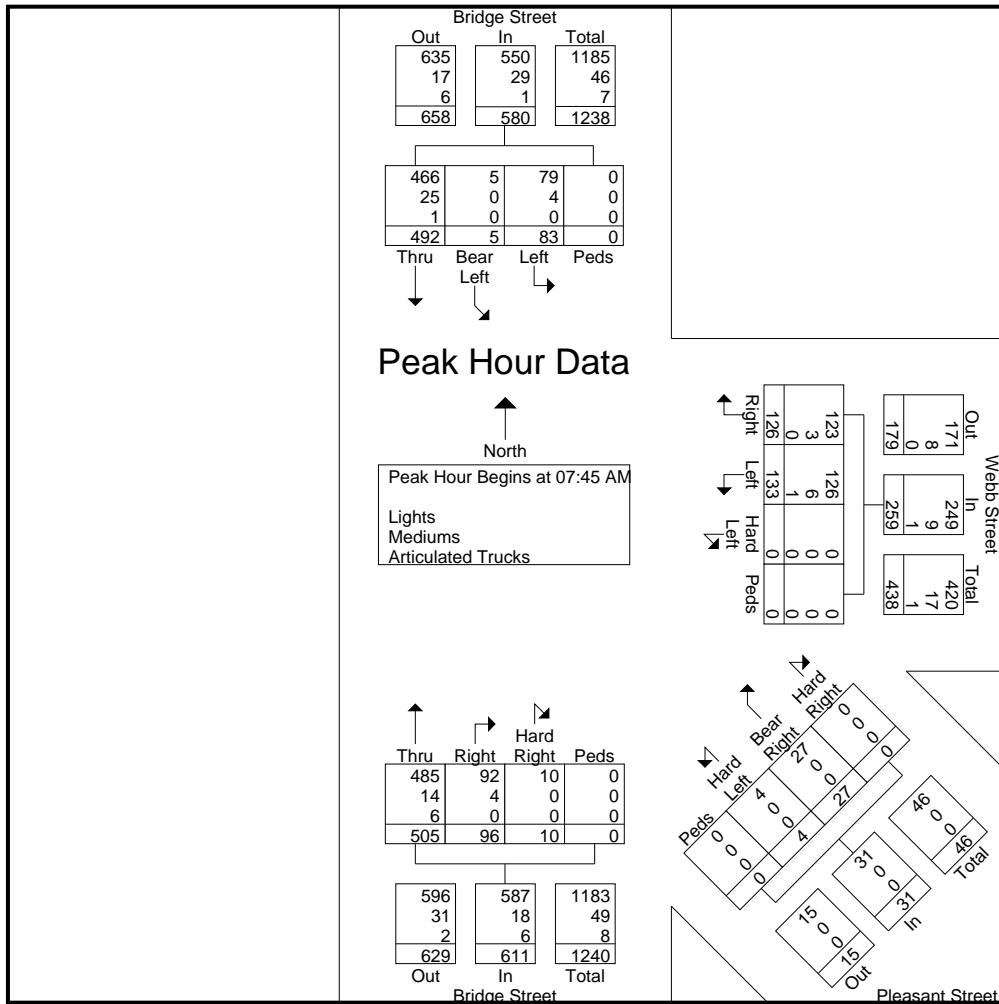 Bridge Street
Out In Total
635 550 1185
17 29 46
6 1 7
658 580 1238
466 5 79 0
25 0 4 0
1 0 0 0
492 5 83 0
Thru Bear Left Left Peds
Peak Hour Data
North
Peak Hour Begins at 07:45 AM
Lights
Mediums
Articulated Trucks
Webb Street
Out In Total
171 249 420
8 9 17
0 1 1
179 259 438
Right Left Hard Left Peds
123 126 0 0
3 6 0 0
0 1 0 0
126 133 0 0
Thru Right Hard Right Peds
485 92 10 0
14 4 0 0
6 0 0 0
505 96 10 0
596 587 1183
31 18 49
2 6 8
629 611 1240
Out In Total
Bridge Street
Peds Hard Left Bear Right Hard Right
0 4 27 0
0 0 0 0
0 0 0 0
0 4 27 0
15 31 46
0 0 0
0 0 0
15 31 46
Out In Total
Pleasant Street